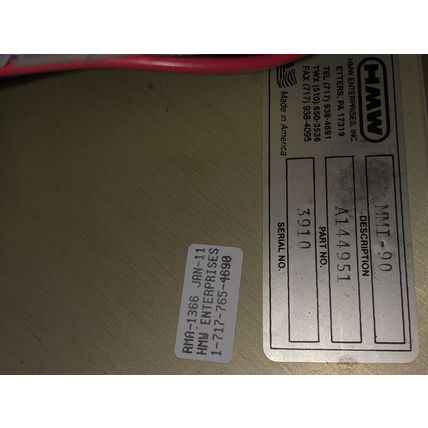 HMW
HMW ENTERPRISES, INC.
ETTERS, PA 17319
TEL (717) 938-4691
TWX (510) 650-3536
FAX (717) 938-4095
Made in America
MMI-90
DESCRIPTION
A144951
PART NO.
3910
SERIAL NO.
RMA-1366 JAN-11
HMW ENTERPRISES
1-717-765-4690